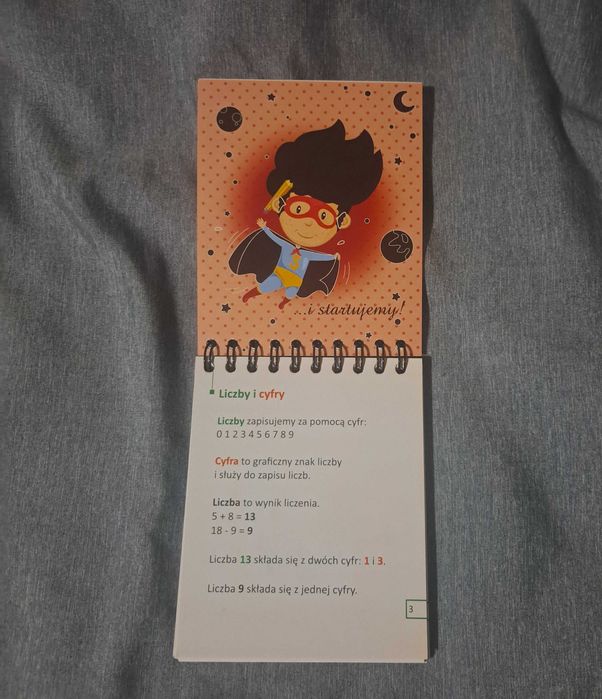 ...i startujemy!
Liczby i cyfry
Liczby zapisujemy za pomocą cyfr:
0 1 2 3 4 5 6 7 8 9
Cyfra to graficzny znak liczby
i służy do zapisu liczb.
Liczba to wynik liczenia.
5 + 8 = 13
18 - 9 = 9
Liczba 13 składa się z dwóch cyfr: 1 i 3.
Liczba 9 składa się z jednej cyfry.
3